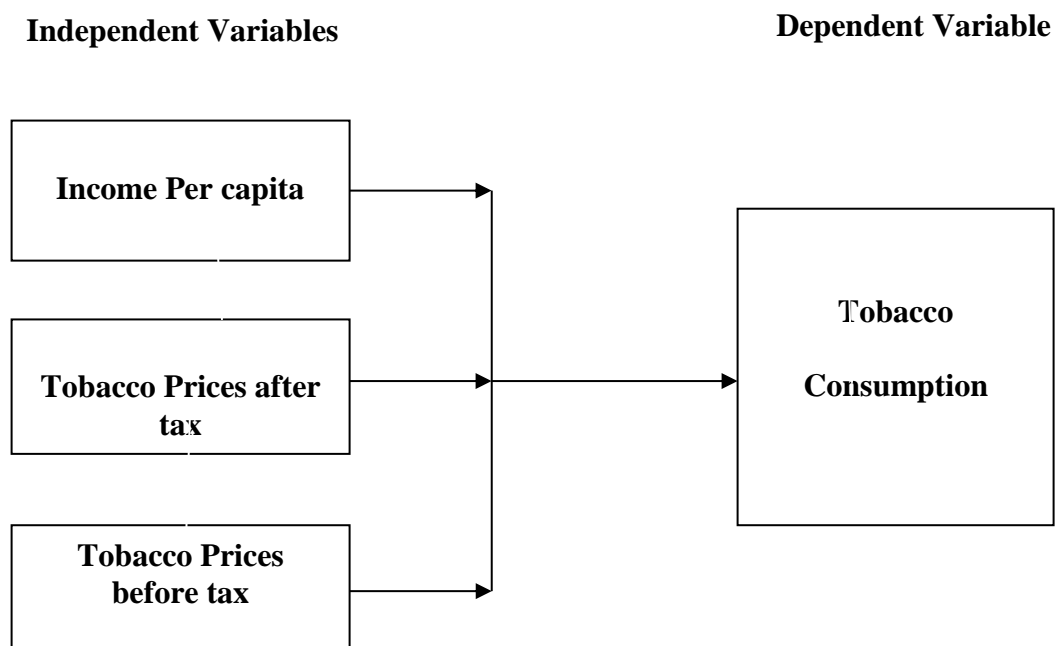 Independent Variables
Dependent Variable
Income Per capita
Tobacco Prices after
tax
Tobacco Prices
before tax
Tobacco
Consumption